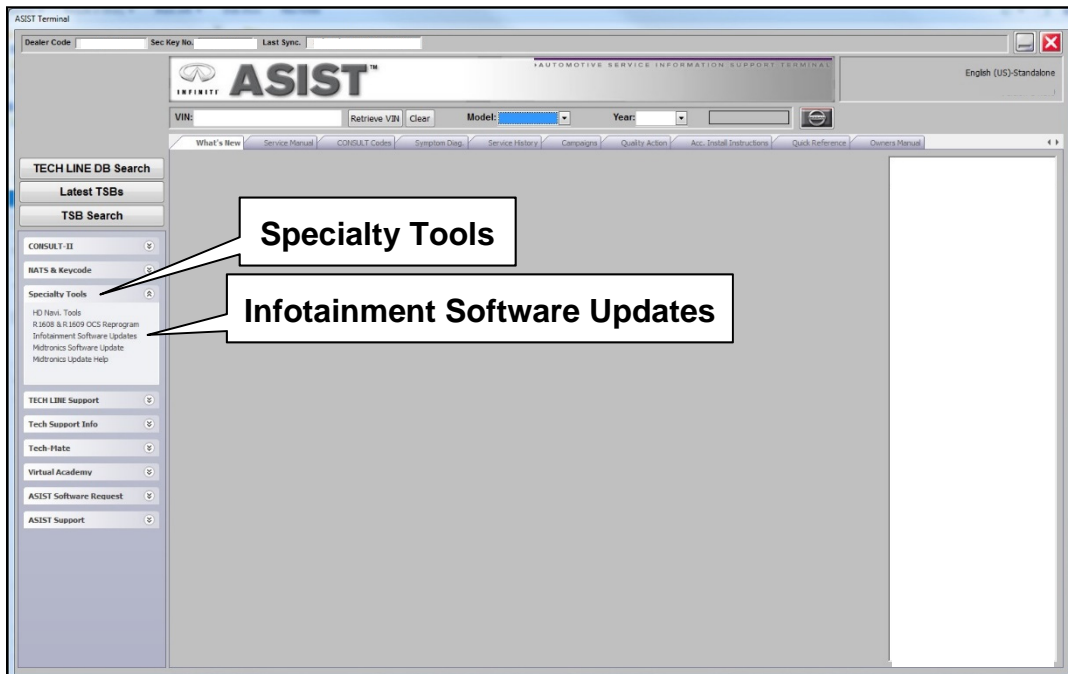 ASIST Terminal
Dealer Code Sec Key No. Last Sync.
INFINITI ASIST™
AUTOMOTIVE SERVICE INFORMATION SUPPORT TERMINAL
English (US)-Standalone
VIN: Retrieve VIN Clear Model: Year:
What's New Service Manual CONSULT Codes Symptom Diag. Service History Campaigns Quality Action Acc. Install Instructions Quick Reference Owners Manual
TECH LINE DB Search
Latest TSBs
TSB Search
CONSULT-II
NATS & Keycode
Specialty Tools
HD Navi. Tools
R1608 & R1609 OCS Reprogram
Infotainment Software Updates
Midtronics Software Update
Midtronics Update Help
TECH LINE Support
Tech Support Info
Tech-Mate
Virtual Academy
ASIST Software Request
ASIST Support
Specialty Tools
Infotainment Software Updates